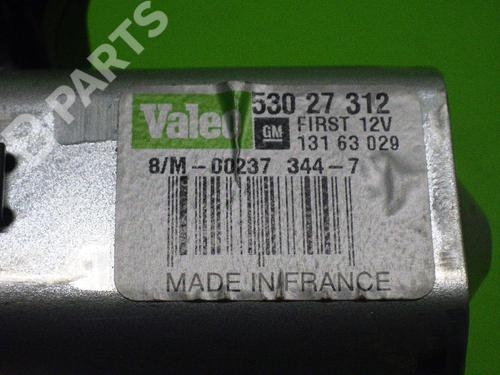 Valeo 530 27 312
GM FIRST 12V
131 63 029
8/M-00237 344-7
MADE IN FRANCE
B-PARTS